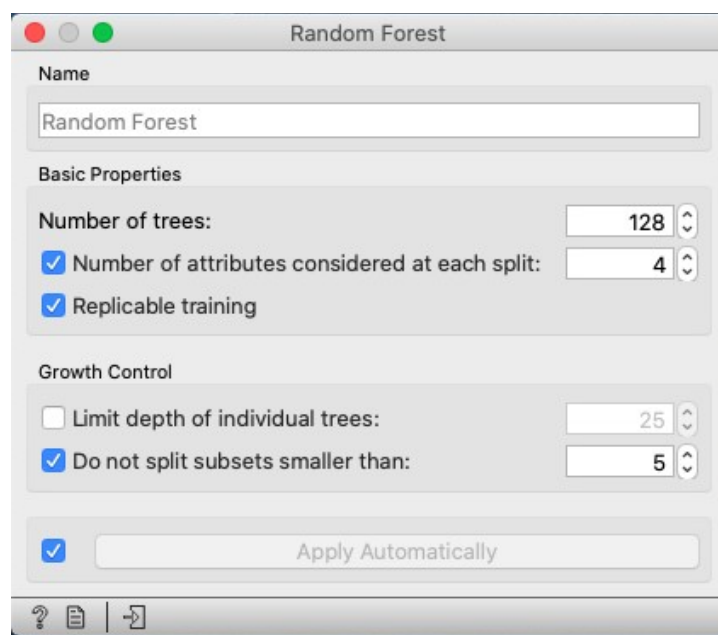 Random Forest
Name
Random Forest
Basic Properties
Number of trees: 128
Number of attributes considered at each split: 4
Replicable training
Growth Control
Limit depth of individual trees: 25
Do not split subsets smaller than: 5
Apply Automatically
?